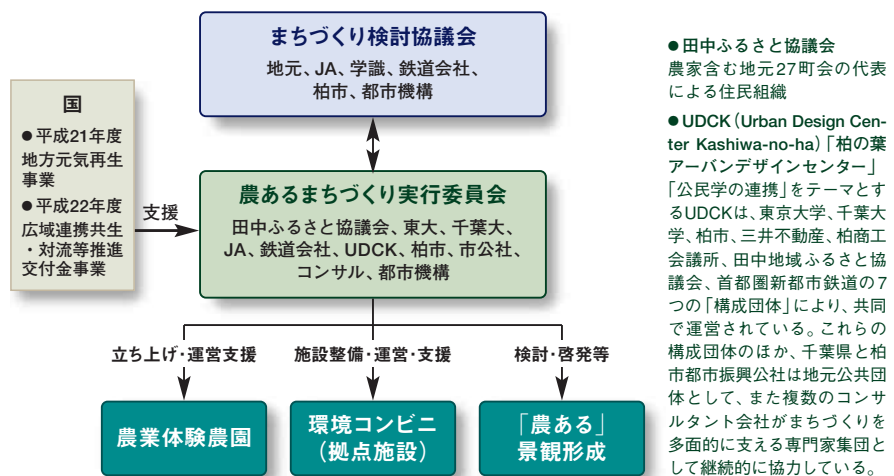 まちづくり検討協議会
地元、JA、学識、鉄道会社、
柏市、都市機構
国
●平成21年度
地方元気再生
事業
●平成22年度
広域連携共生
・対流等推進
交付金事業
支援
農あるまちづくり実行委員会
田中ふるさと協議会、東大、千葉大、
JA、鉄道会社、UDCK、柏市、市公社、
コンサル、都市機構
立ち上げ・運営支援
施設整備・運営・支援
検討・啓発等
農業体験農園
環境コンビニ
（拠点施設）
「農ある」
景観形成
●田中ふるさと協議会
農家含む地元27町会の代表
による住民組織
●UDCK（Urban Design Cen-
ter Kashiwa-no-ha）「柏の葉
アーバンデザインセンター」
「公民学の連携」をテーマとす
るUDCKは、東京大学、千葉大
学、柏市、三井不動産、柏商工
会議所、田中地域ふるさと協
議会、首都圏新都市鉄道の7
つの「構成団体」により、共同
で運営されている。これらの
構成団体のほか、千葉県と柏
市都市振興公社は地元公共団
体として、また複数のコンサ
ルタント会社がまちづくりを
多面的に支える専門家集団と
して継続的に協力している。